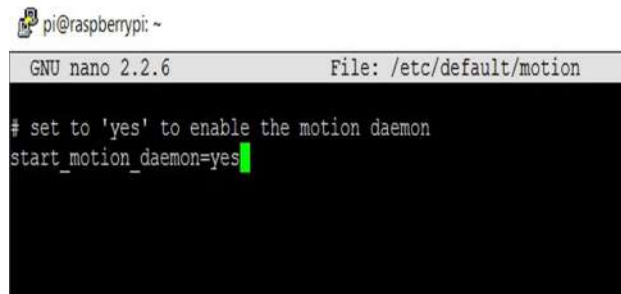 pi@raspberrypi: ~
GNU nano 2.2.6 File: /etc/default/motion
# set to 'yes' to enable the motion daemon
start_motion_daemon=yes